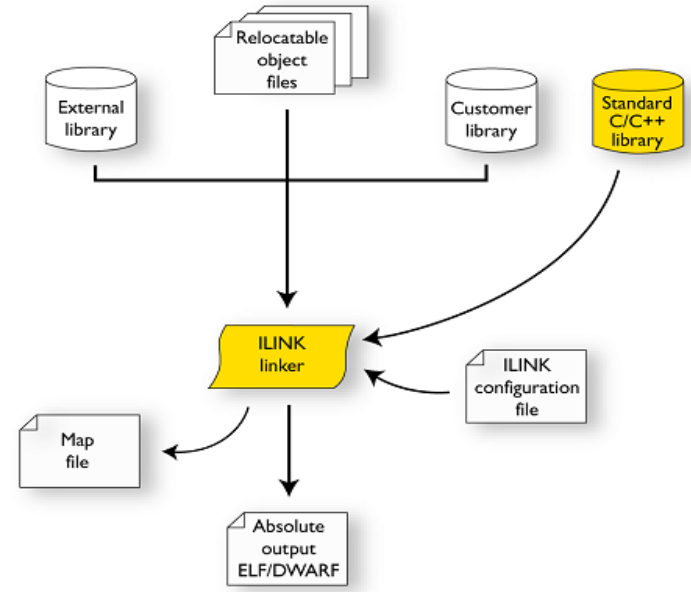 Relocatable
object
files
External
library
Customer
library
Standard
C/C++
library
ILINK
linker
ILINK
configuration
file
Map
file
Absolute
output
ELF/DWARF